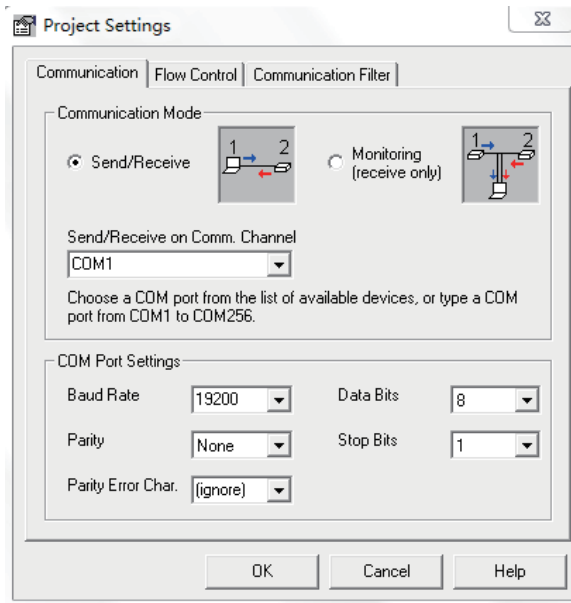 Project Settings
Communication
Flow Control
Communication Filter
Communication Mode
Send/Receive
1 2
Monitoring
(receive only)
1 2
Send/Receive on Comm. Channel
COM1
Choose a COM port from the list of available devices, or type a COM
port from COM1 to COM256.
COM Port Settings
Baud Rate
19200
Data Bits
8
Parity
None
Stop Bits
1
Parity Error Char.
(ignore)
OK
Cancel
Help